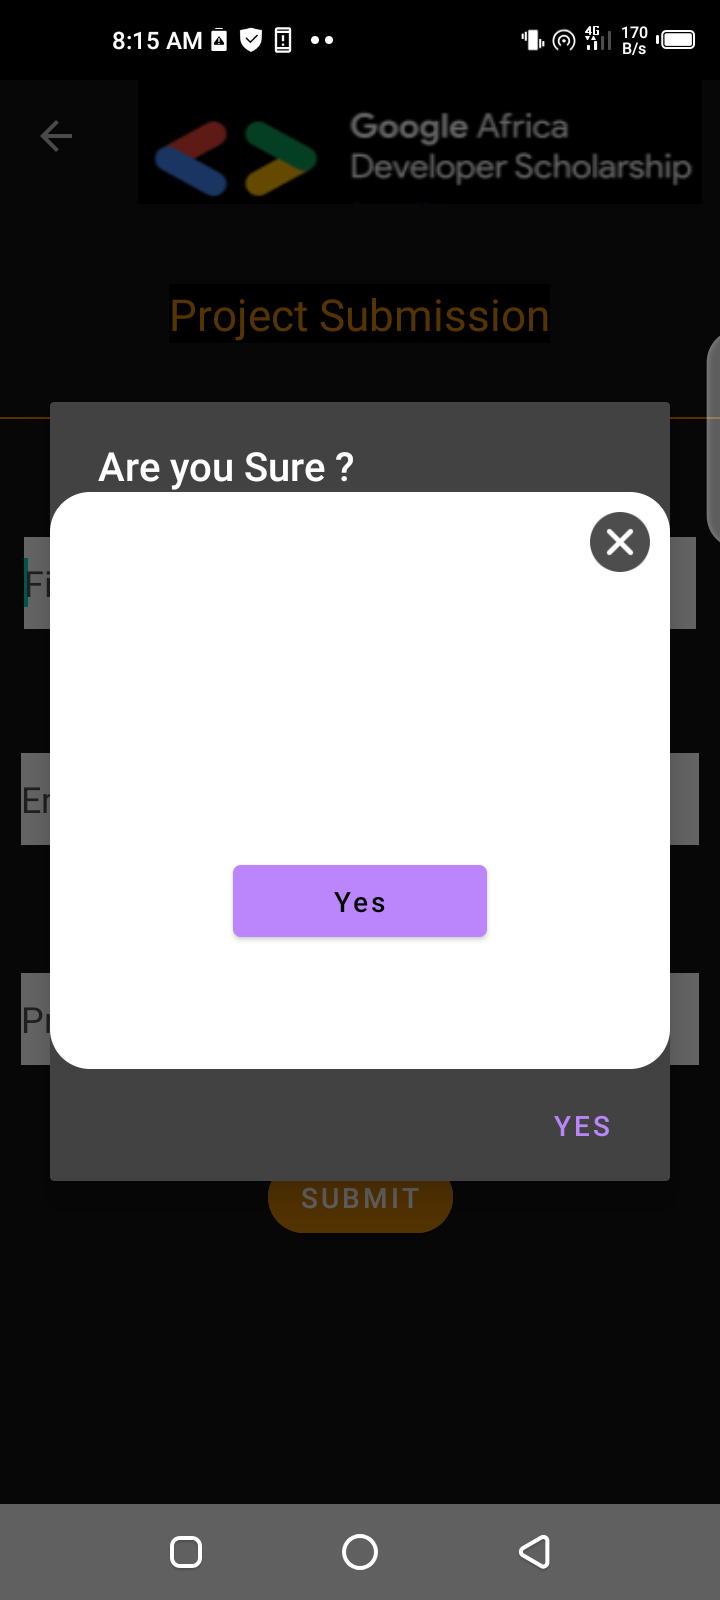 8:15 AM
4G
170
B/s
Google Africa
Developer Scholarship
Project Submission
Are you Sure ?
Fi
Er
Yes
Pr
YES
SUBMIT